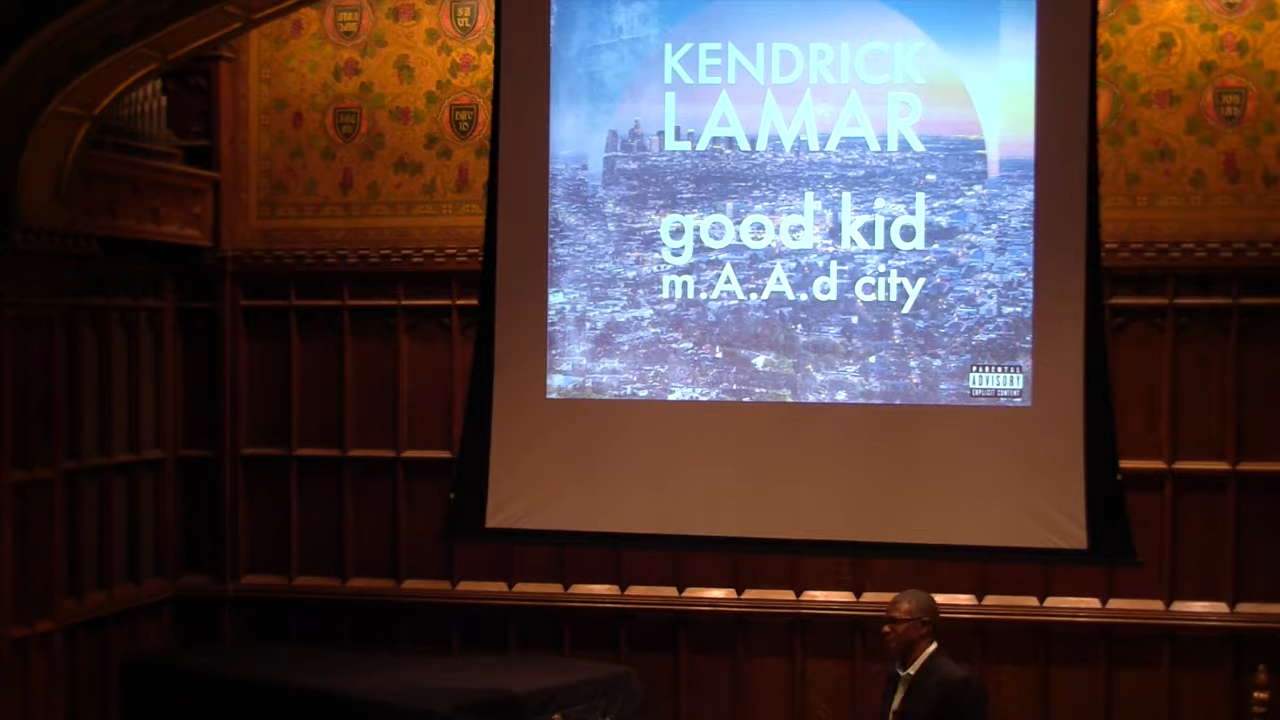 KENDRICK
LAMAR
good kid
m.A.A.d city
PARENTAL
ADVISORY
EXPLICIT CONTENT